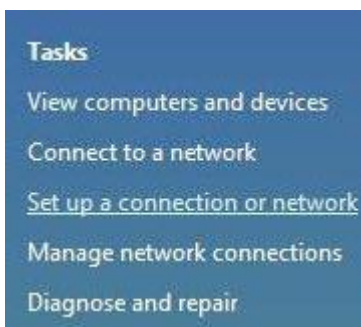 Tasks
View computers and devices
Connect to a network
Set up a connection or network
Manage network connections
Diagnose and repair